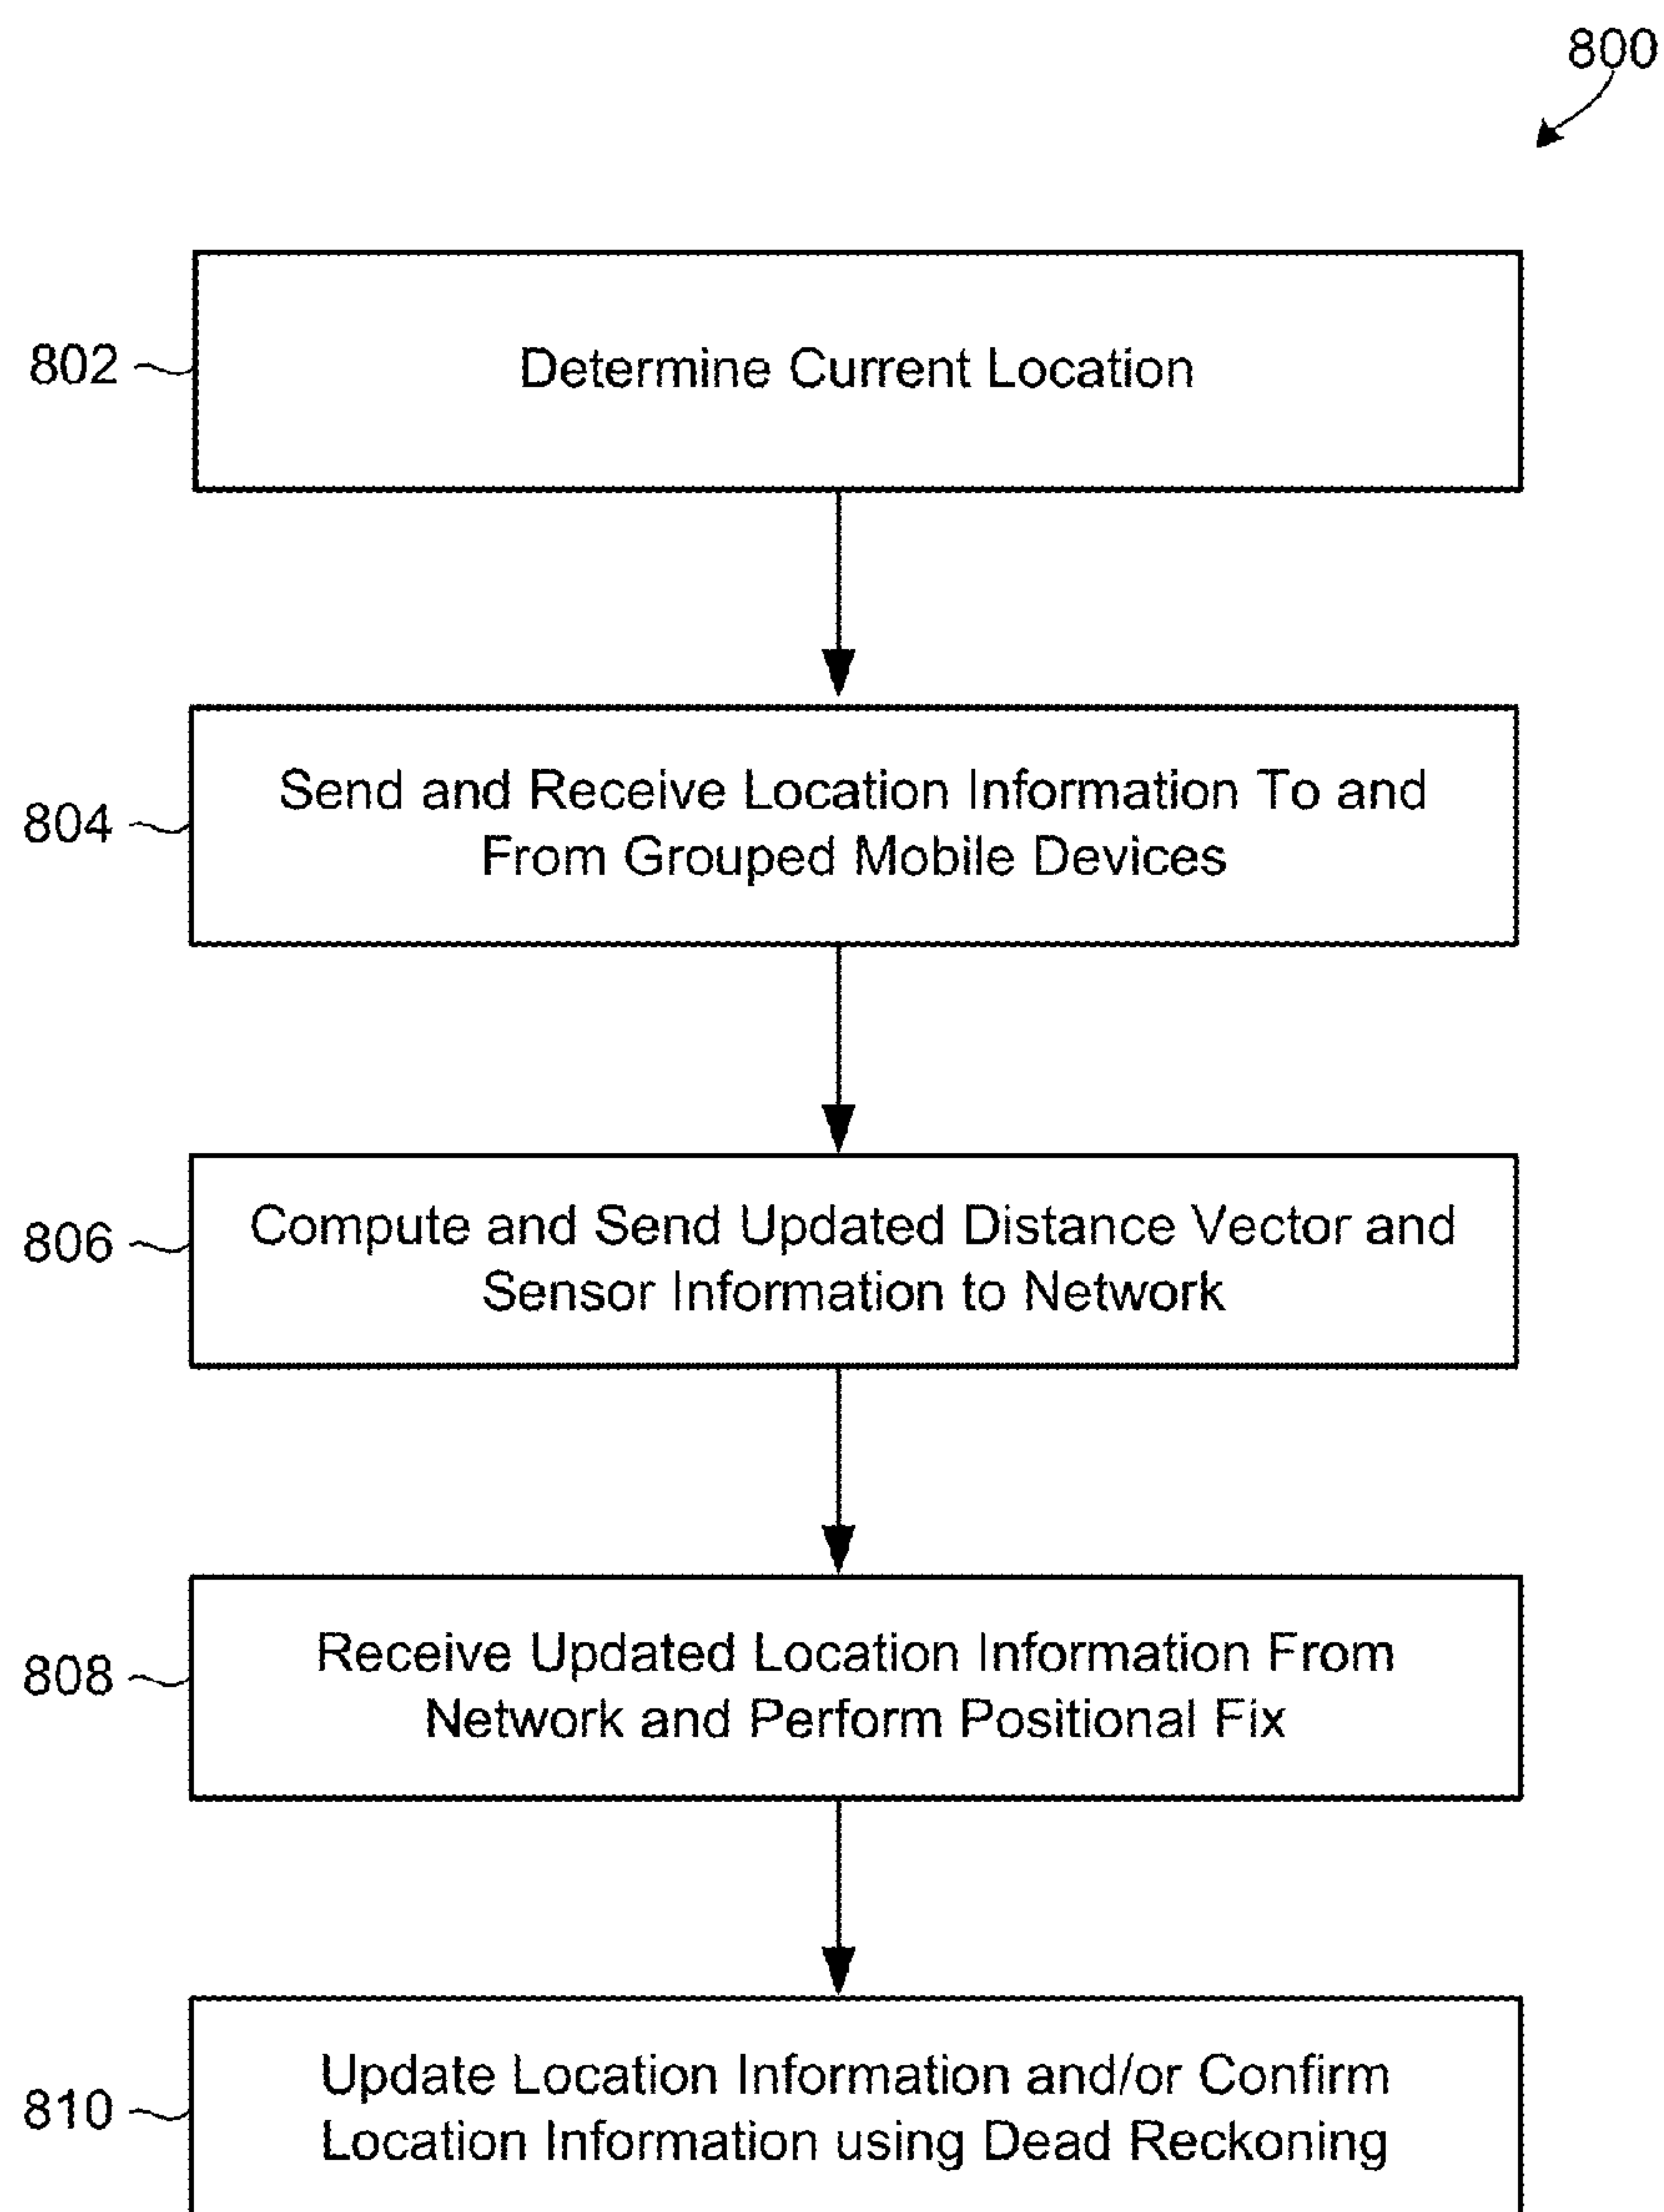 800
802
Determine Current Location
804
Send and Receive Location Information To and
From Grouped Mobile Devices
806
Compute and Send Updated Distance Vector and
Sensor Information to Network
808
Receive Updated Location Information From
Network and Perform Positional Fix
810
Update Location Information and/or Confirm
Location Information using Dead Reckoning